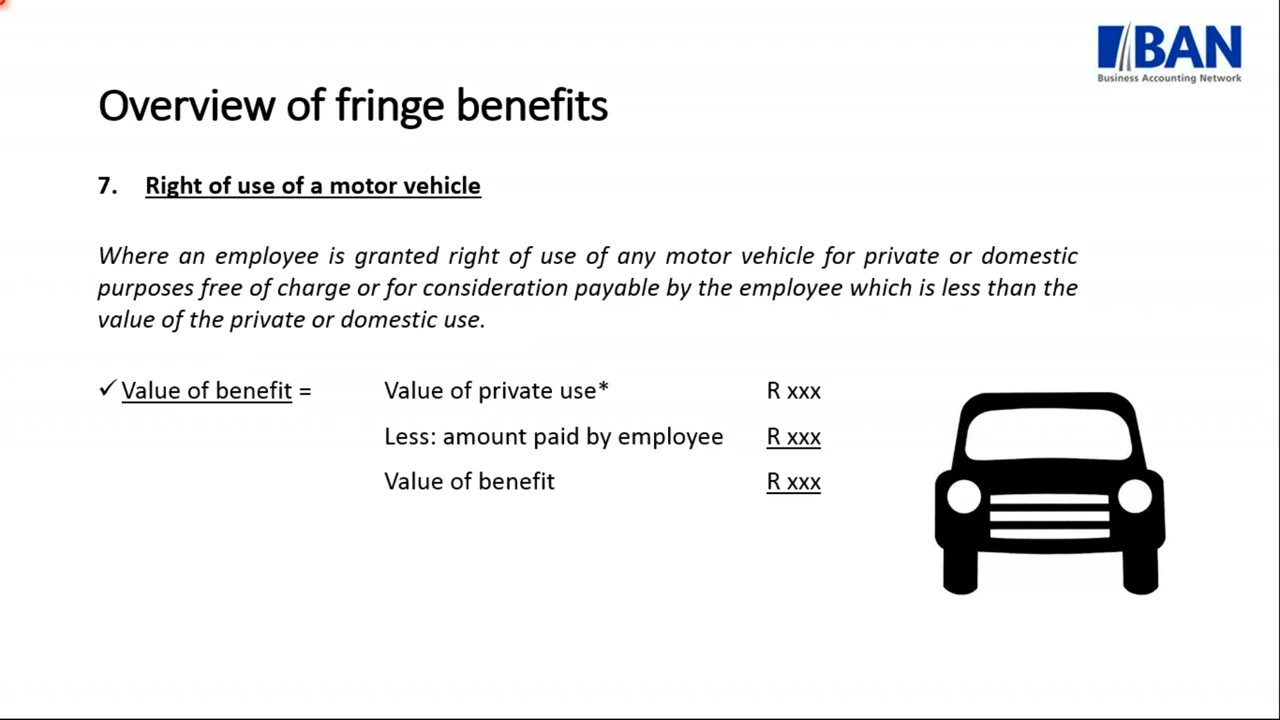 BAN
Business Accounting Network
Overview of fringe benefits
7. Right of use of a motor vehicle
Where an employee is granted right of use of any motor vehicle for private or domestic
purposes free of charge or for consideration payable by the employee which is less than the
value of the private or domestic use.
✓ Value of benefit = Value of private use* R xxx
Less: amount paid by employee R xxx
Value of benefit R xxx